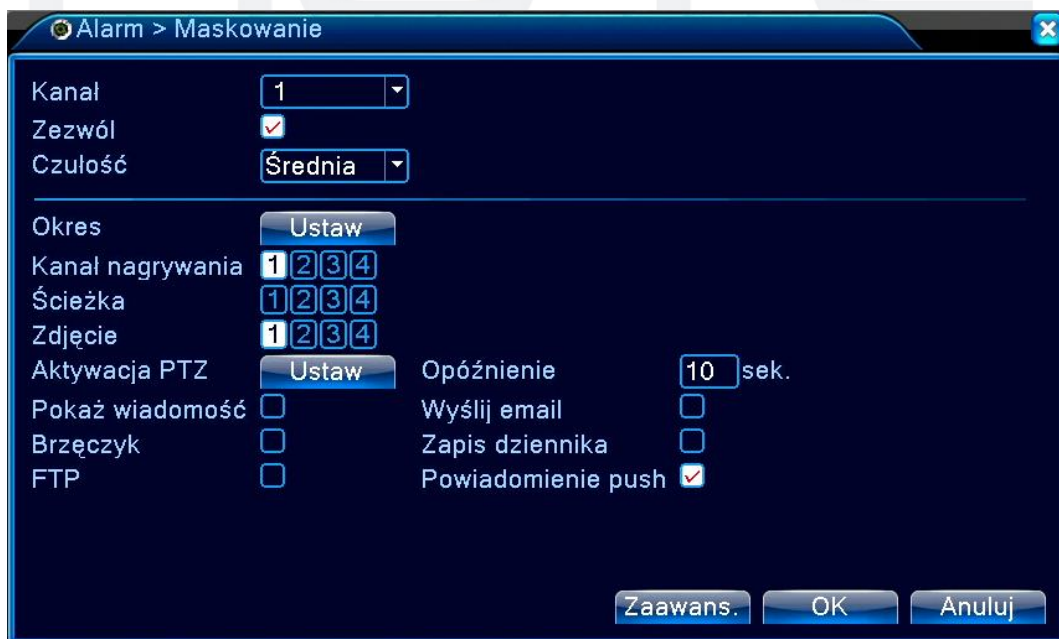 Alarm > Maskowanie
Kanał 1
Zezwól
Czułość Średnia
Okres Ustaw
Kanał nagrywania 1 2 3 4
Ścieżka 1 2 3 4
Zdjęcie 1 2 3 4
Aktywacja PTZ Ustaw Opóźnienie 10 sek.
Pokaż wiadomość Wyślij email
Brzęczyk Zapis dziennika
FTP Powiadomienie push
Zaawans. OK Anuluj